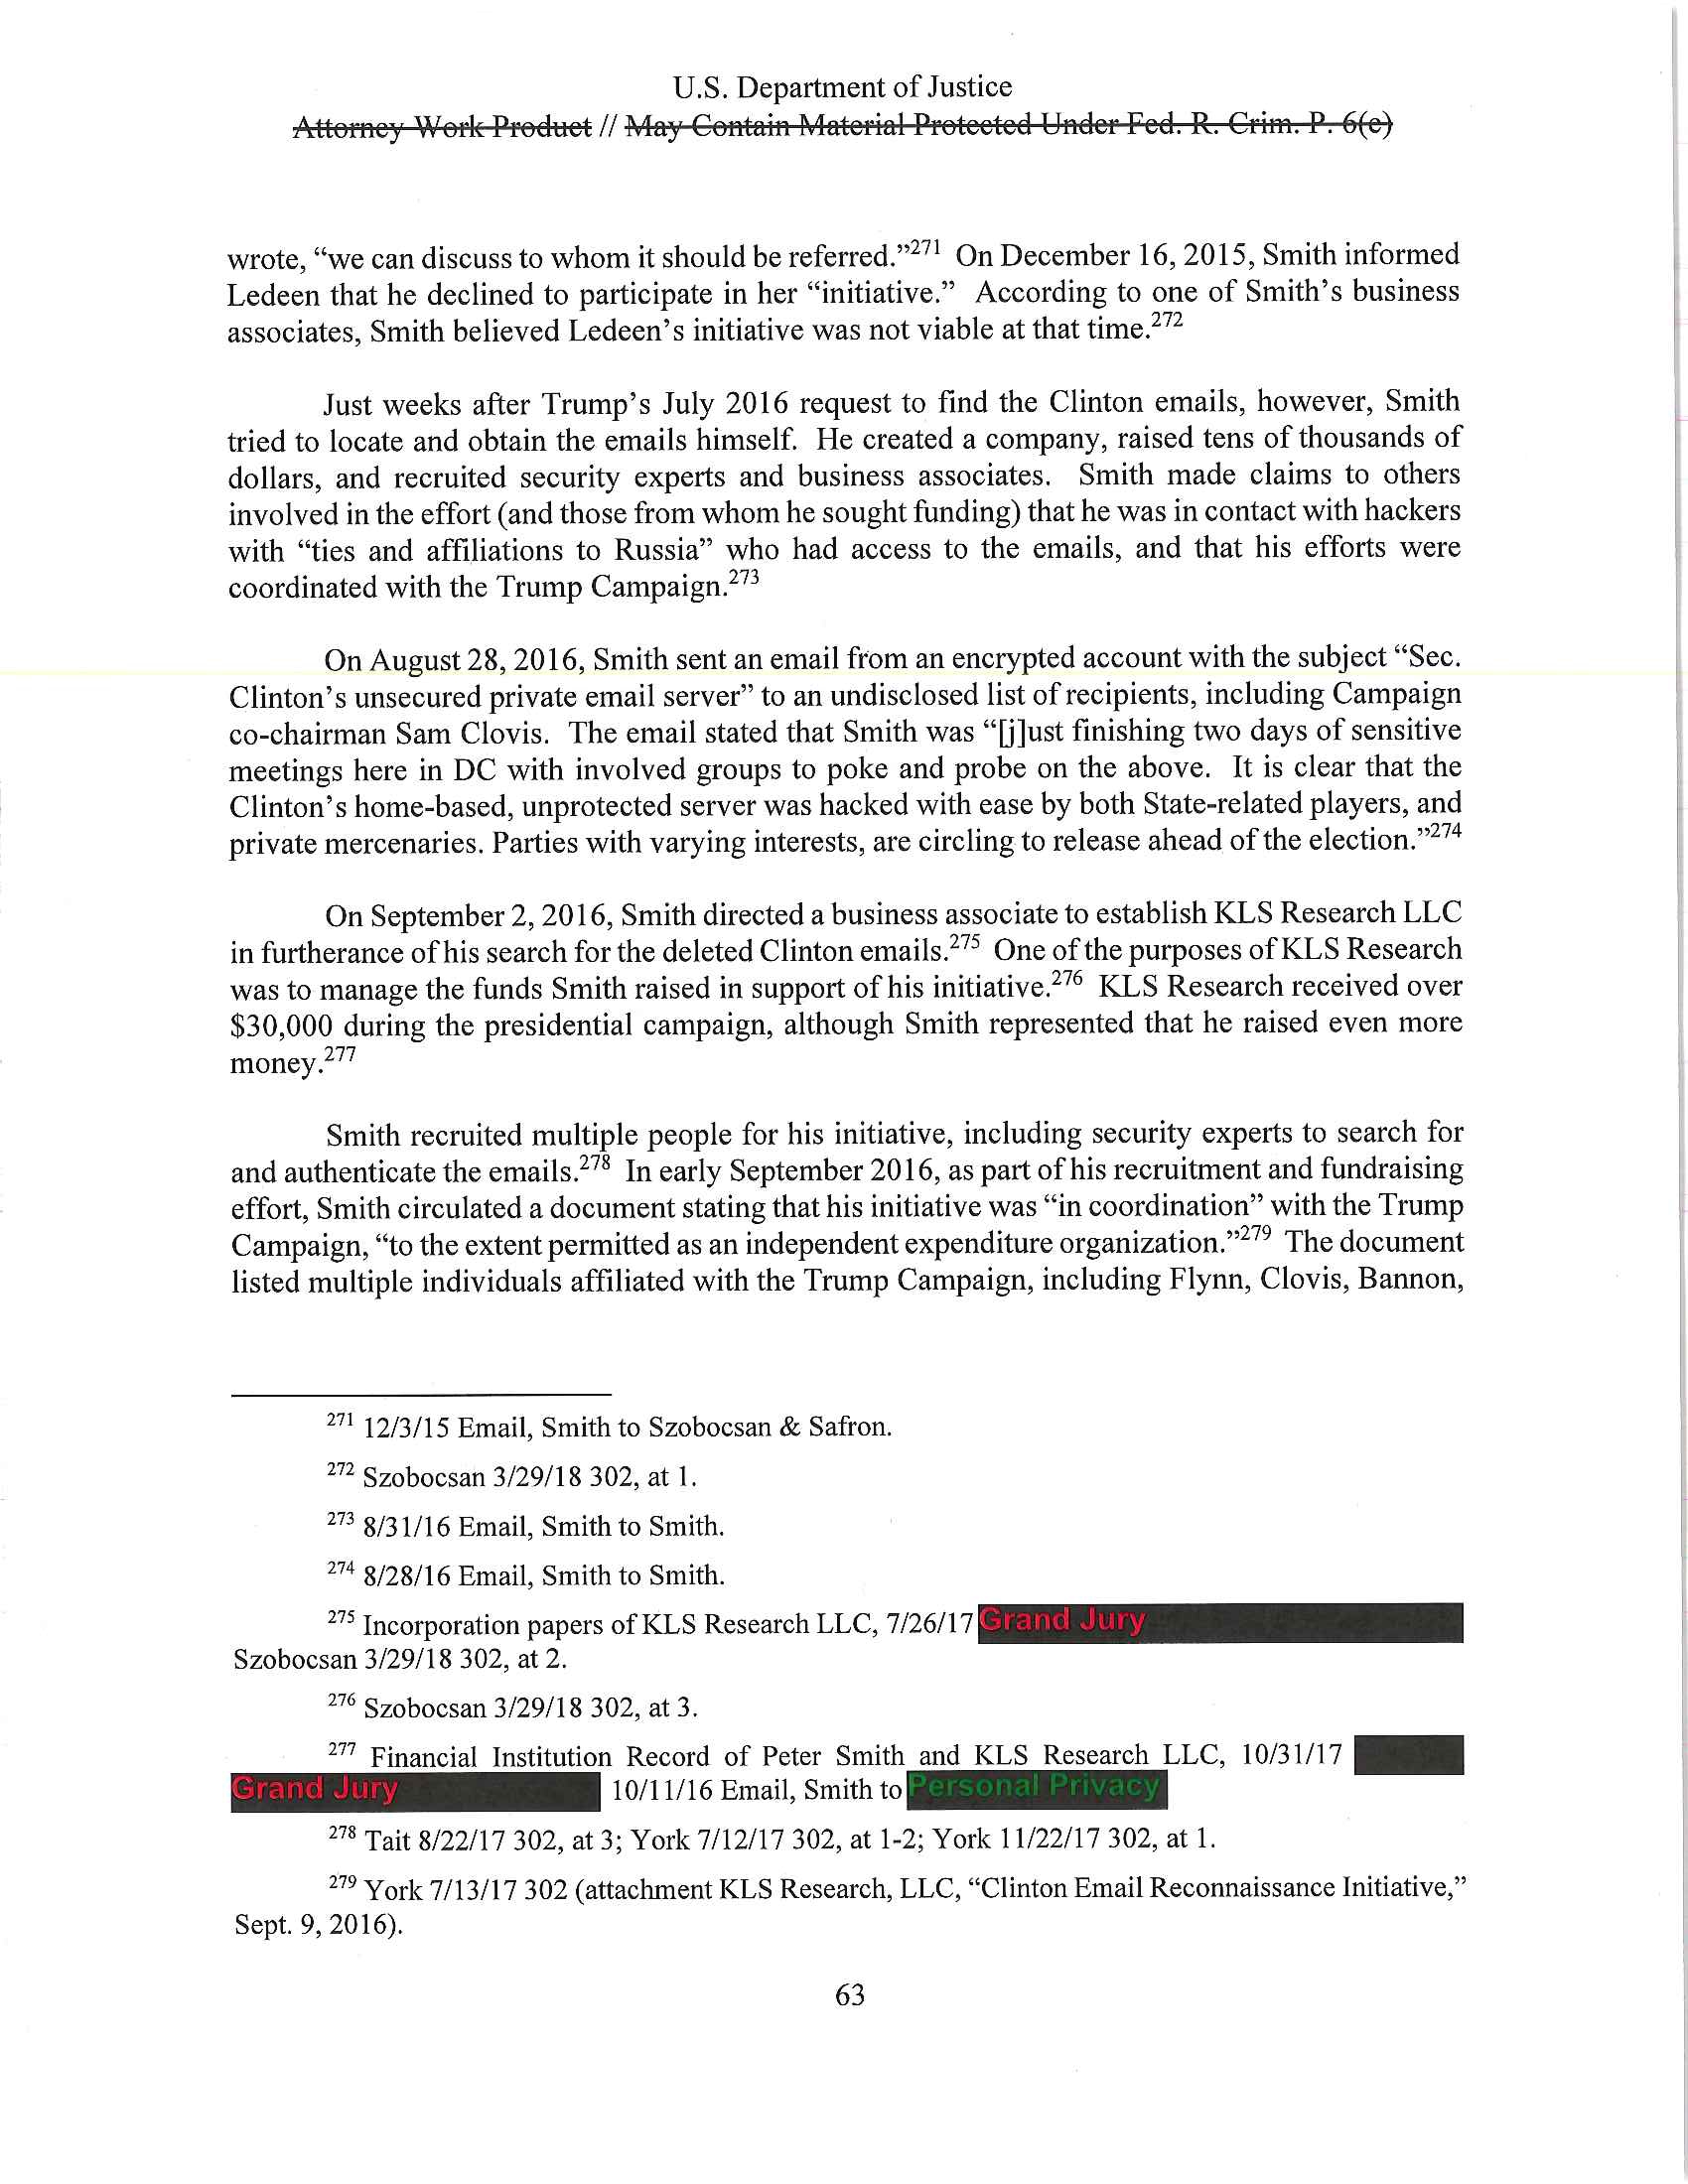 U.S. Department of Justice
Attorney Work Product // May Contain Material Protected Under Fed. R. Crim. P. 6(e)
wrote, “we can discuss to whom it should be referred.”271 On December 16, 2015, Smith informed
Ledeen that he declined to participate in her “initiative.” According to one of Smith’s business
associates, Smith believed Ledeen’s initiative was not viable at that time.272
Just weeks after Trump’s July 2016 request to find the Clinton emails, however, Smith
tried to locate and obtain the emails himself. He created a company, raised tens of thousands of
dollars, and recruited security experts and business associates. Smith made claims to others
involved in the effort (and those from whom he sought funding) that he was in contact with hackers
with “ties and affiliations to Russia” who had access to the emails, and that his efforts were
coordinated with the Trump Campaign.273
On August 28, 2016, Smith sent an email from an encrypted account with the subject “Sec.
Clinton’s unsecured private email server” to an undisclosed list of recipients, including Campaign
co-chairman Sam Clovis. The email stated that Smith was “[j]ust finishing two days of sensitive
meetings here in DC with involved groups to poke and probe on the above. It is clear that the
Clinton’s home-based, unprotected server was hacked with ease by both State-related players, and
private mercenaries. Parties with varying interests, are circling to release ahead of the election.”274
On September 2, 2016, Smith directed a business associate to establish KLS Research LLC
in furtherance of his search for the deleted Clinton emails.275 One of the purposes of KLS Research
was to manage the funds Smith raised in support of his initiative.276 KLS Research received over
$30,000 during the presidential campaign, although Smith represented that he raised even more
money.277
Smith recruited multiple people for his initiative, including security experts to search for
and authenticate the emails.278 In early September 2016, as part of his recruitment and fundraising
effort, Smith circulated a document stating that his initiative was “in coordination” with the Trump
Campaign, “to the extent permitted as an independent expenditure organization.”279 The document
listed multiple individuals affiliated with the Trump Campaign, including Flynn, Clovis, Bannon,
271 12/3/15 Email, Smith to Szobocsan & Safron.
272 Szobocsan 3/29/18 302, at 1.
273 8/31/16 Email, Smith to Smith.
274 8/28/16 Email, Smith to Smith.
275 Incorporation papers of KLS Research LLC, 7/26/17 Grand Jury
Szobocsan 3/29/18 302, at 2.
276 Szobocsan 3/29/18 302, at 3.
277 Financial Institution Record of Peter Smith and KLS Research LLC, 10/31/17
Grand Jury 10/11/16 Email, Smith to Personal Privacy
278 Tait 8/22/17 302, at 3; York 7/12/17 302, at 1-2; York 11/22/17 302, at 1.
279 York 7/13/17 302 (attachment KLS Research, LLC, “Clinton Email Reconnaissance Initiative,”
Sept. 9, 2016).
63